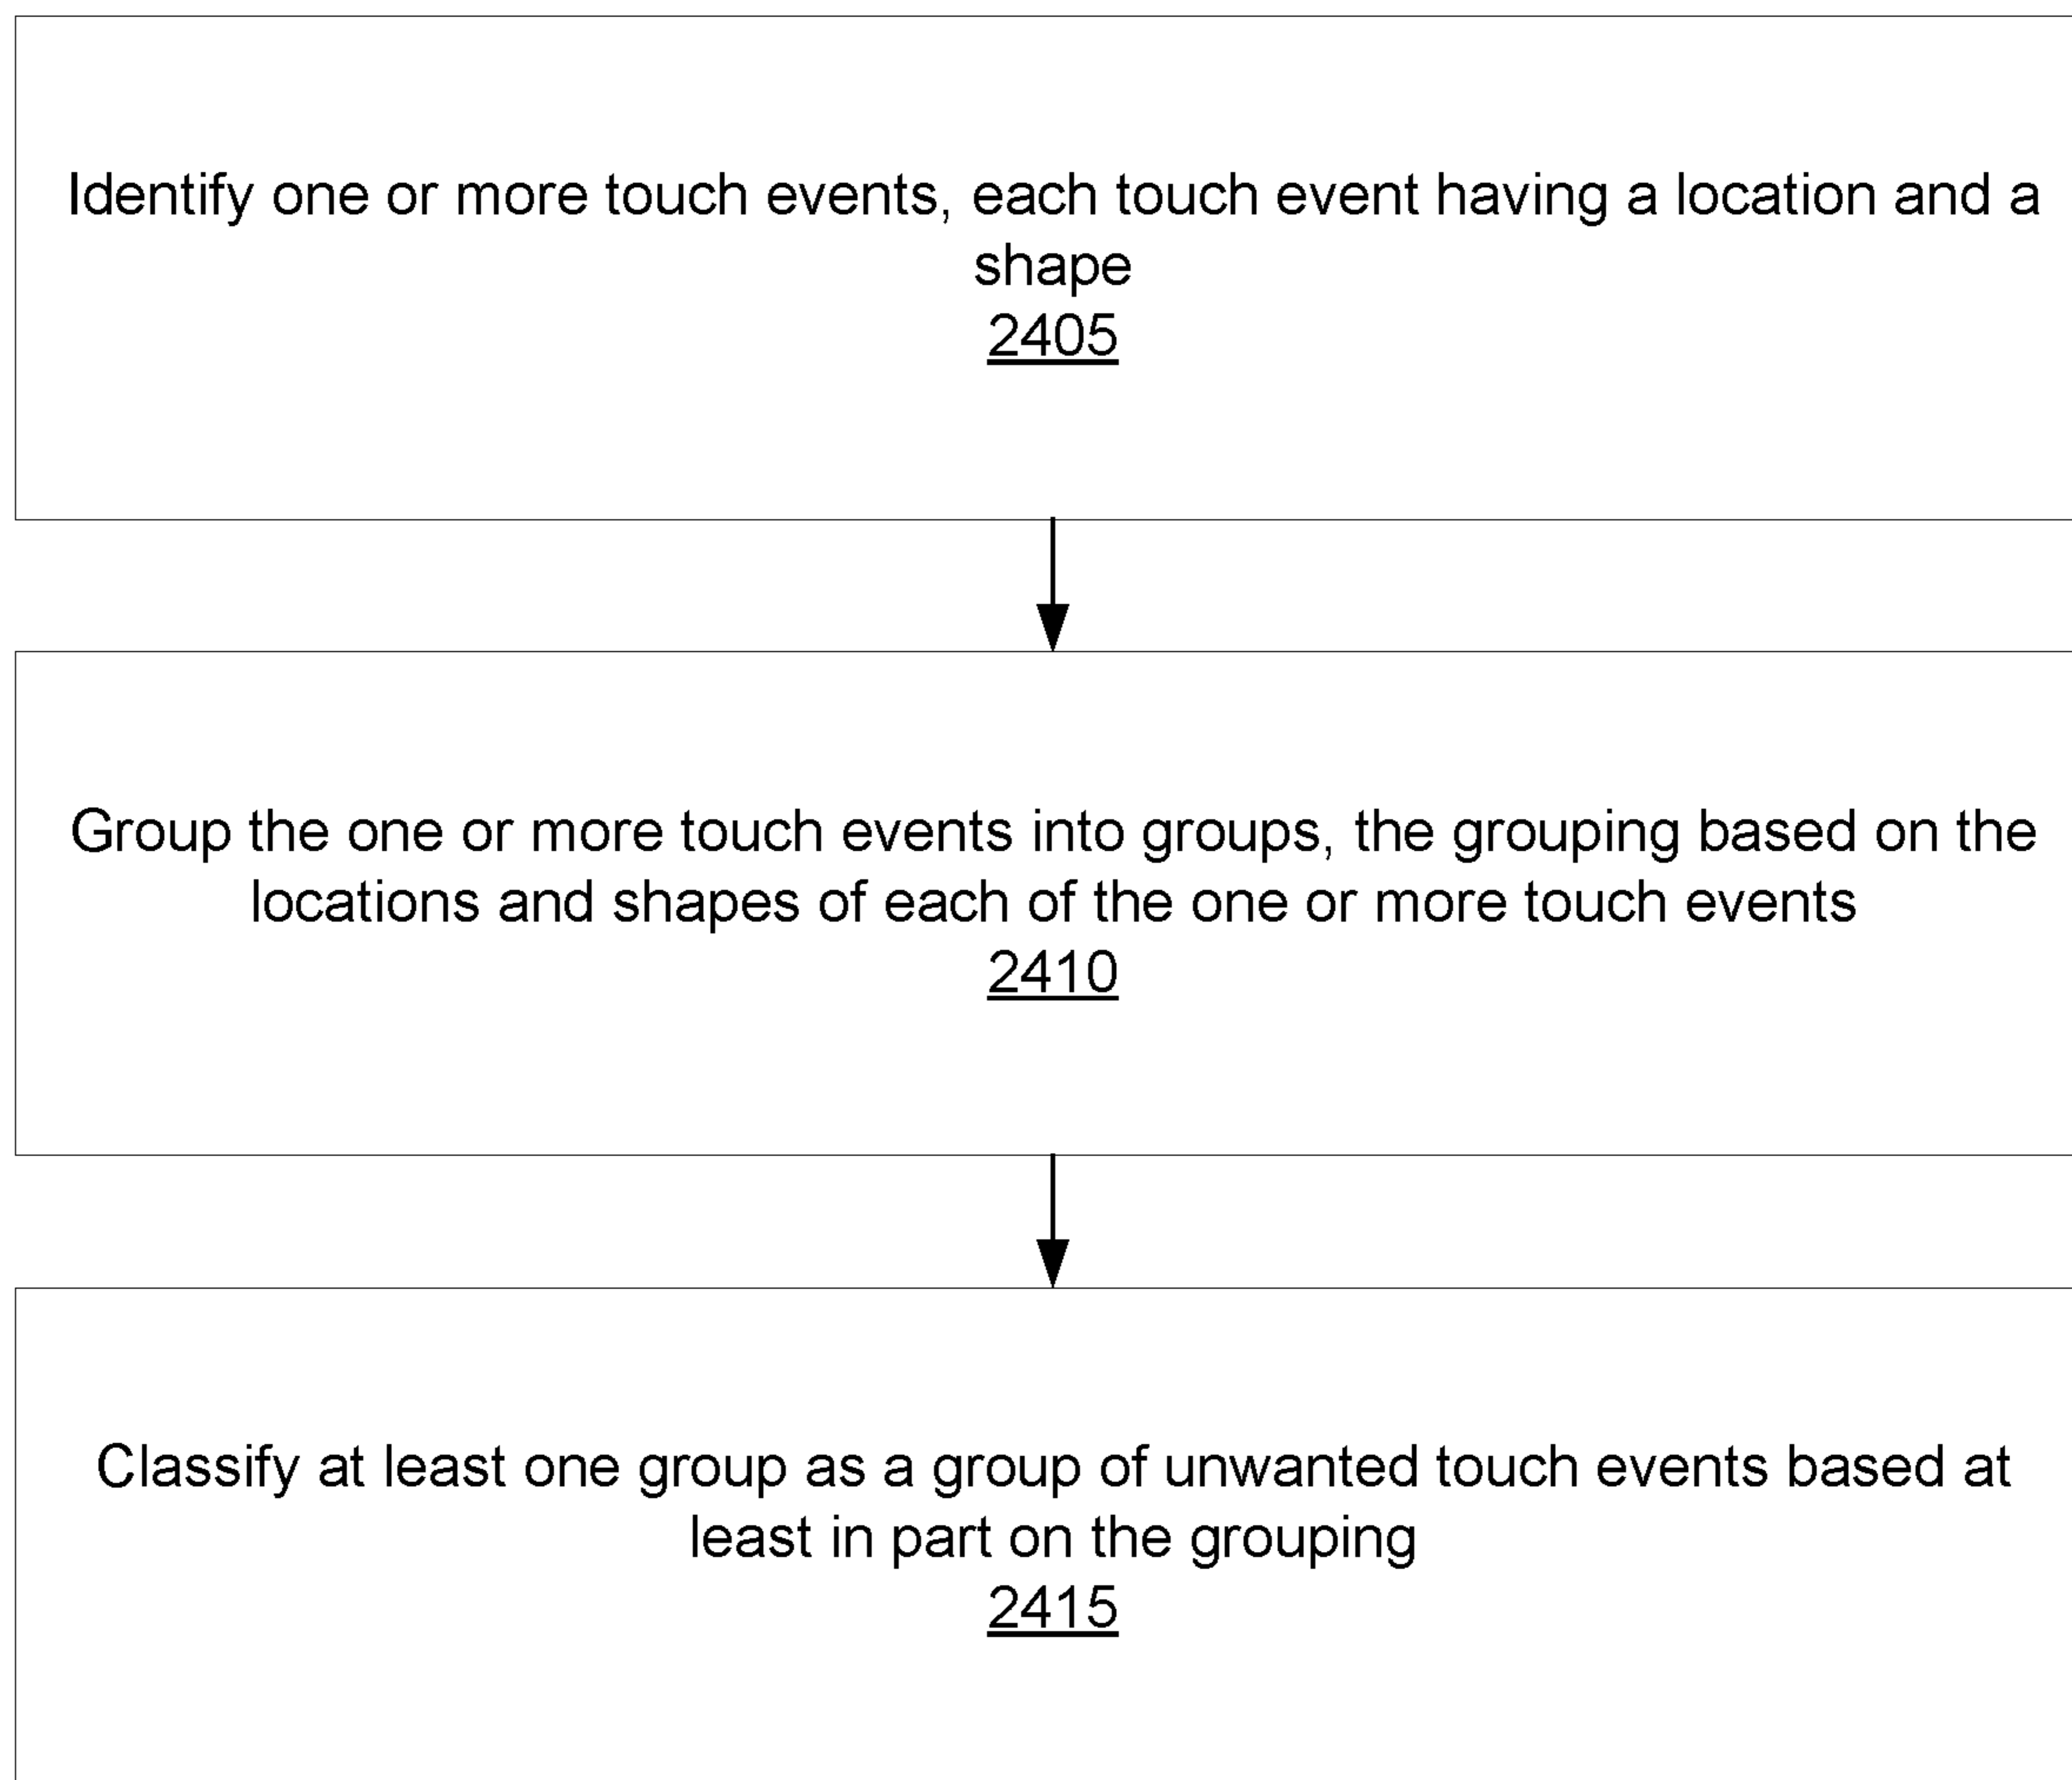 Identify one or more touch events, each touch event having a location and a
shape
2405
Group the one or more touch events into groups, the grouping based on the
locations and shapes of each of the one or more touch events
2410
Classify at least one group as a group of unwanted touch events based at
least in part on the grouping
2415